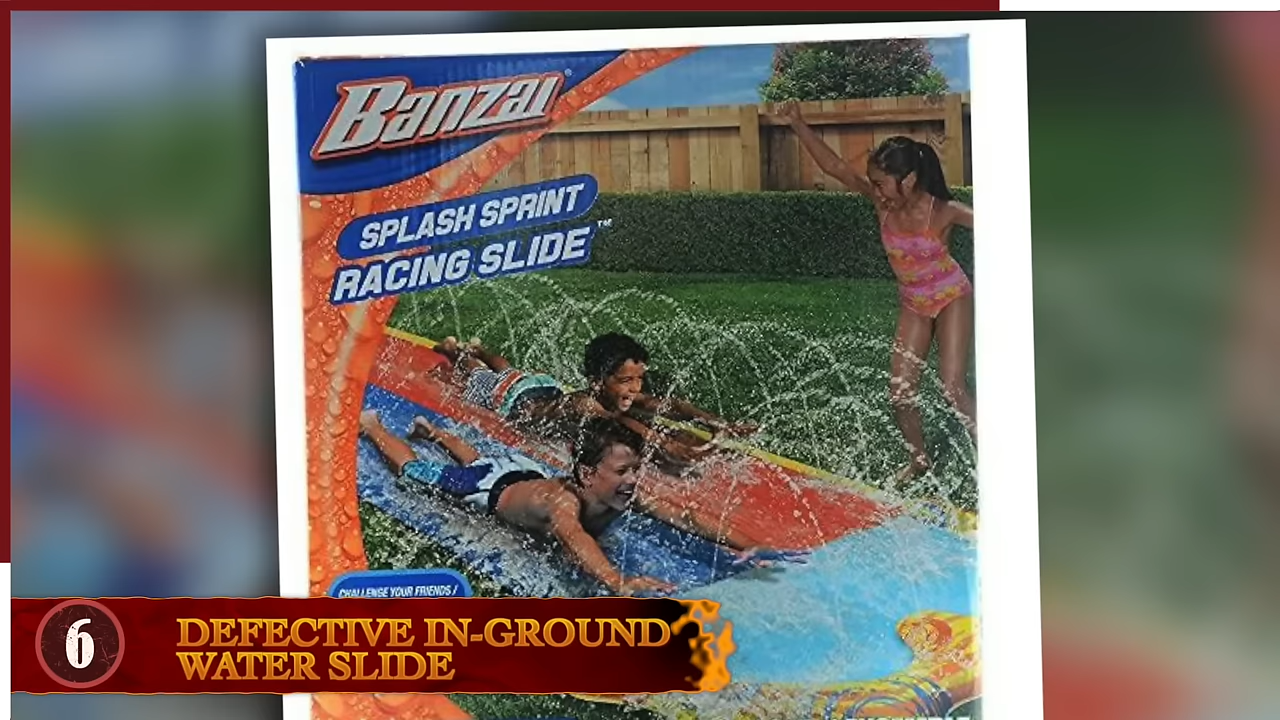 BANZAI®
SPLASH SPRINT
RACING SLIDE™
CHALLENGE YOUR FRIENDS /
6
DEFECTIVE IN-GROUND
WATER SLIDE